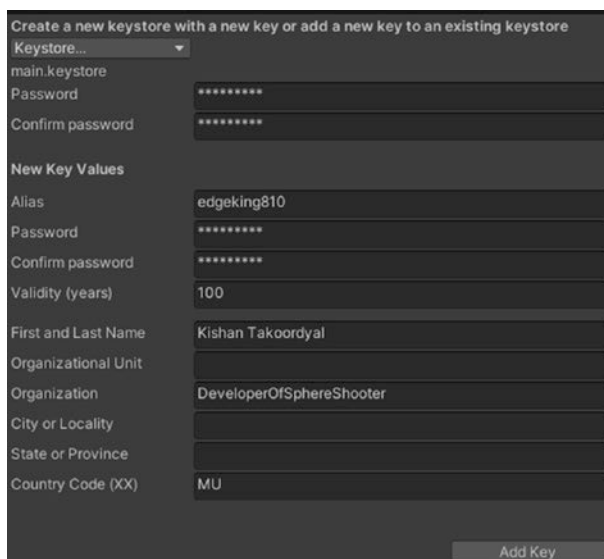 Create a new keystore with a new key or add a new key to an existing keystore
Keystore...
main.keystore
Password *********
Confirm password *********
New Key Values
Alias edgeking810
Password *********
Confirm password *********
Validity (years) 100
First and Last Name Kishan Takoordyal
Organizational Unit
Organization DeveloperOfSphereShooter
City or Locality
State or Province
Country Code (XX) MU
Add Key